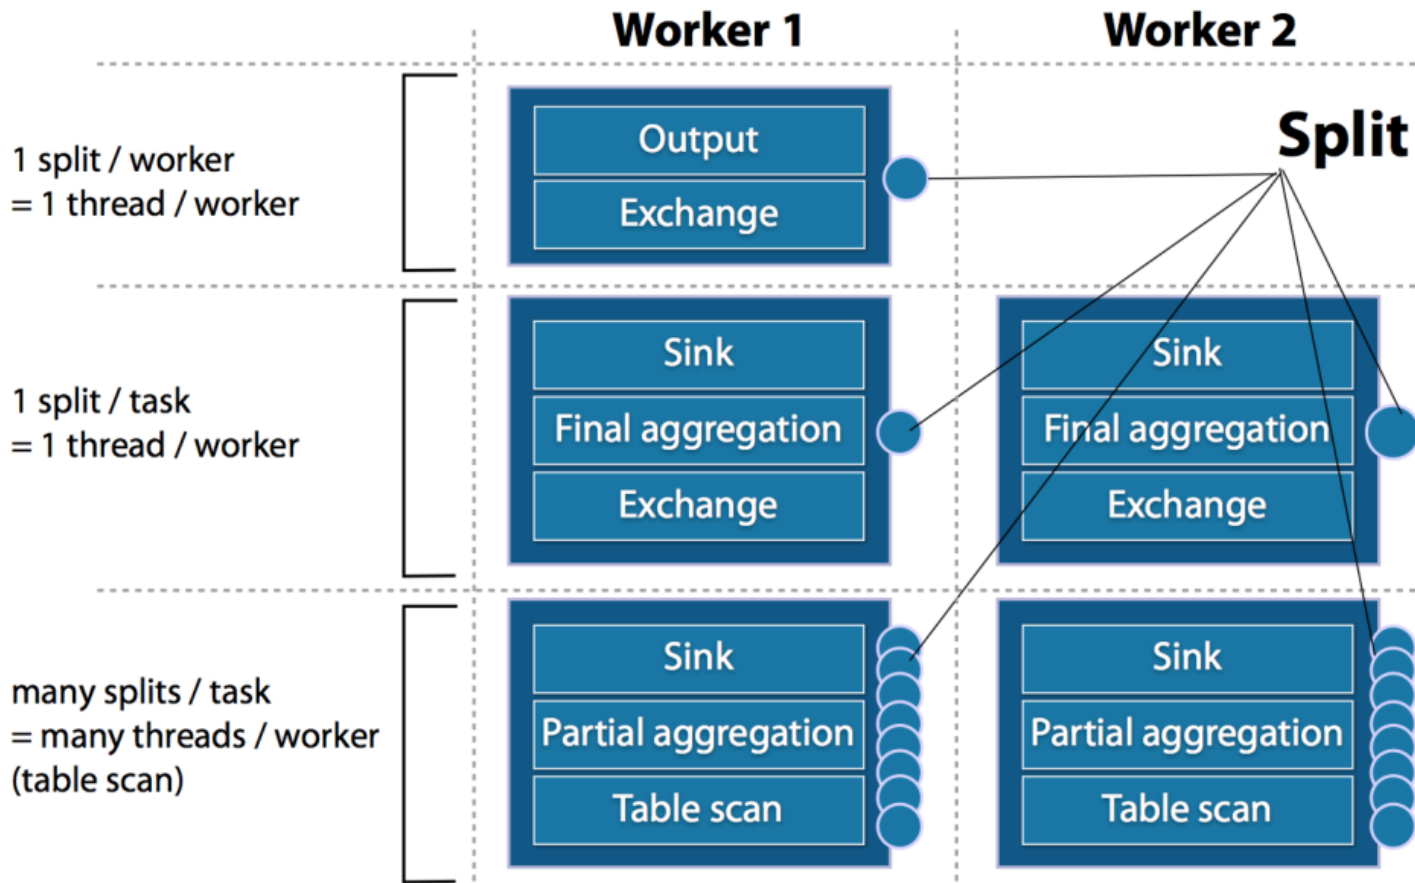 Worker 1
Worker 2
Split
1 split / worker
= 1 thread / worker
Output
Exchange
1 split / task
= 1 thread / worker
Sink
Final aggregation
Exchange
Sink
Final aggregation
Exchange
many splits / task
= many threads / worker
(table scan)
Sink
Partial aggregation
Table scan
Sink
Partial aggregation
Table scan